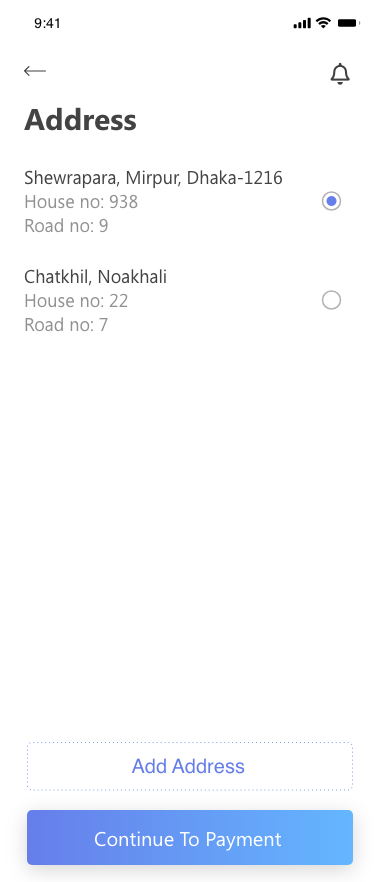 9:41
Address
Shewrapara, Mirpur, Dhaka-1216
House no: 938
Road no: 9
Chatkhil, Noakhali
House no: 22
Road no: 7
Add Address
Continue To Payment